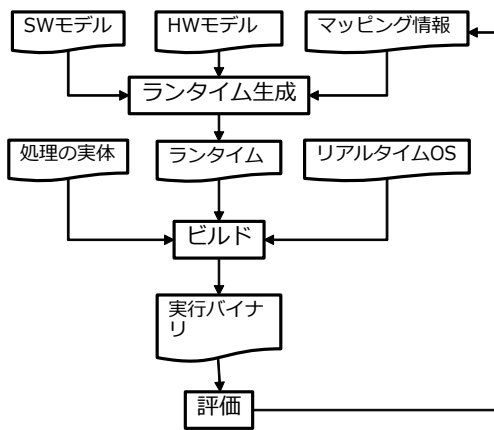 SWモデル
HWモデル
マッピング情報
ランタイム生成
処理の実体
ランタイム
リアルタイムOS
ビルド
実行バイナ
リ
評価